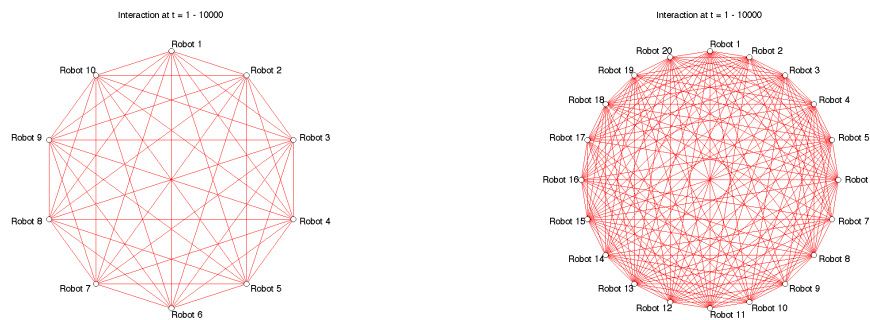 Interaction at t = 1 - 10000
Robot 1
Robot 10
Robot 2
Robot 9
Robot 3
Robot 8
Robot 4
Robot 7
Robot 5
Robot 6
Interaction at t = 1 - 10000
Robot 20
Robot 1
Robot 2
Robot 19
Robot 3
Robot 18
Robot 4
Robot 17
Robot 5
Robot 16
Robot
Robot 15
Robot 7
Robot 14
Robot 8
Robot 13
Robot 9
Robot 12
Robot 11
Robot 10